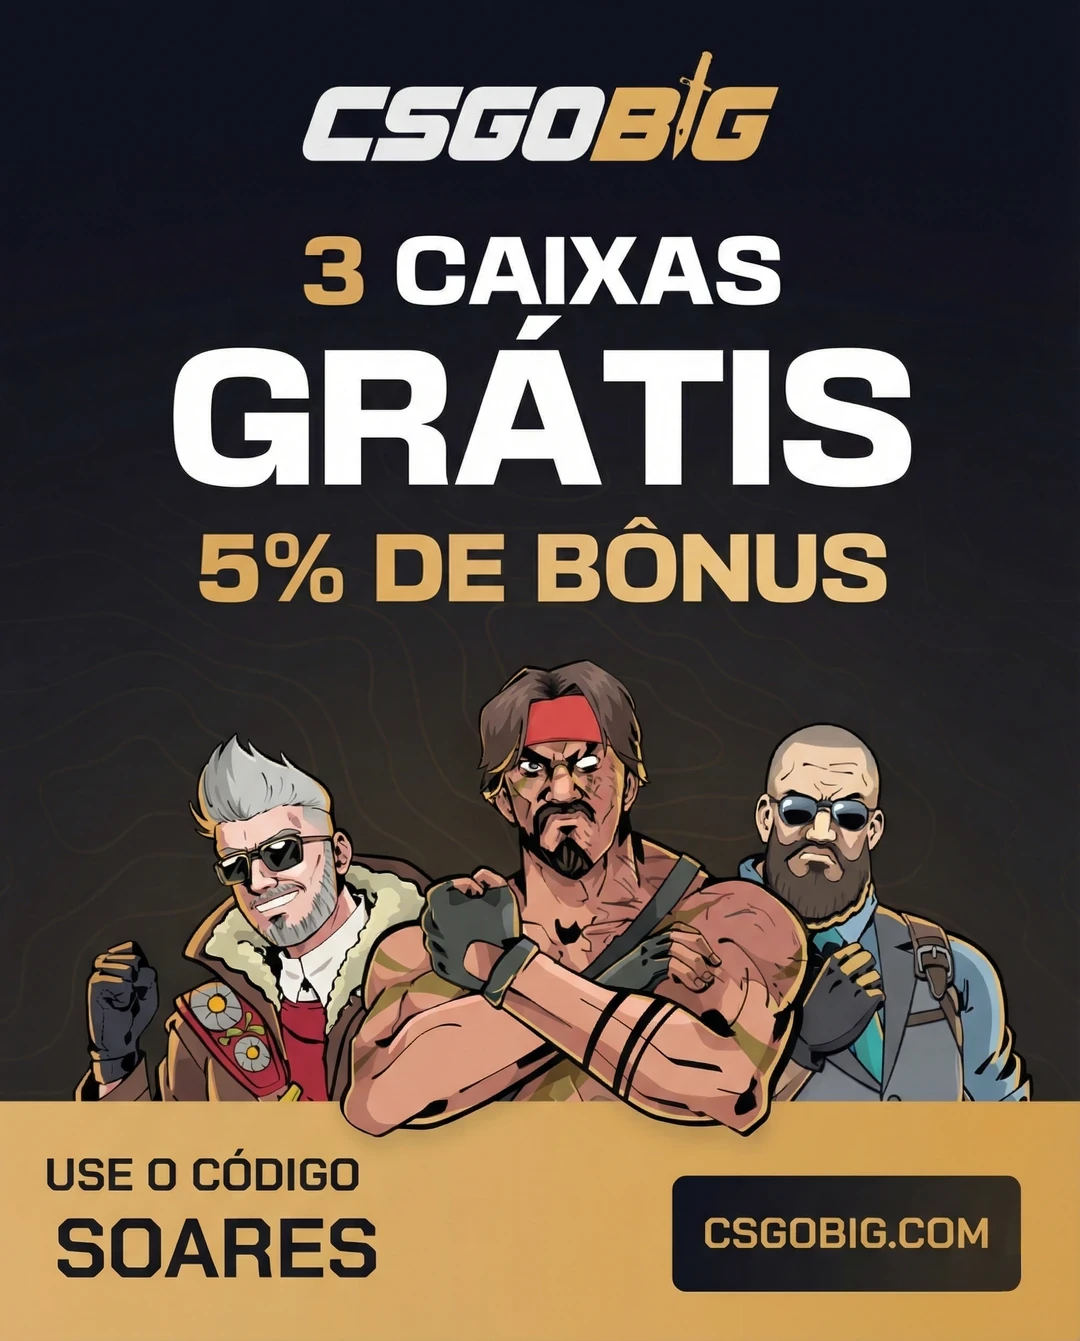 CSGOBIG
3 CAIXAS
GRÁTIS
5% DE BÔNUS
USE O CÓDIGO
SOARES
CSGOBIG.COM